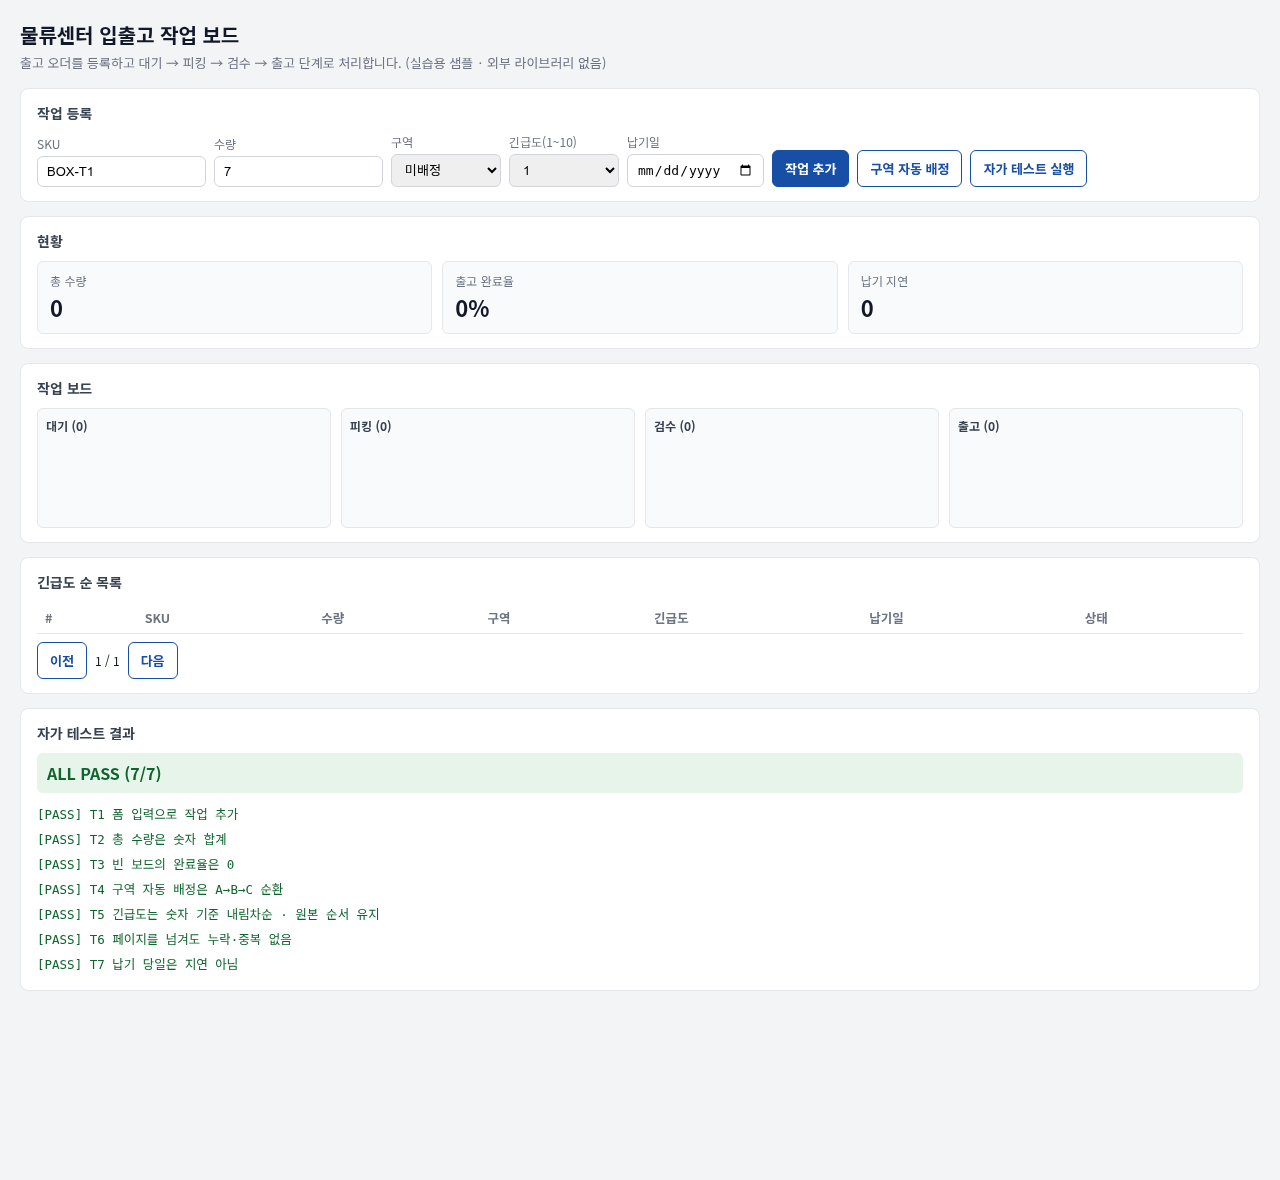 물류센터 입출고 작업 보드
출고 오더를 등록하고 대기 → 피킹 → 검수 → 출고 단계로 처리합니다. (실습용 샘플 · 외부 라이브러리 없음)
작업 등록
SKU 수량 구역 긴급도(1~10) 납기일
BOX-T1 7 미배정 1 mm/dd/yyyy 작업 추가 구역 자동 배정 자가 테스트 실행
현황
총 수량 출고 완료율 납기 지연
0 0% 0
작업 보드
대기 (0) 피킹 (0) 검수 (0) 출고 (0)
긴급도 순 목록
# SKU 수량 구역 긴급도 납기일 상태
이전 1 / 1 다음
자가 테스트 결과
ALL PASS (7/7)
[PASS] T1 폼 입력으로 작업 추가
[PASS] T2 총 수량은 숫자 합계
[PASS] T3 빈 보드의 완료율은 0
[PASS] T4 구역 자동 배정은 A→B→C 순환
[PASS] T5 긴급도는 숫자 기준 내림차순 · 원본 순서 유지
[PASS] T6 페이지를 넘겨도 누락·중복 없음
[PASS] T7 납기 당일은 지연 아님